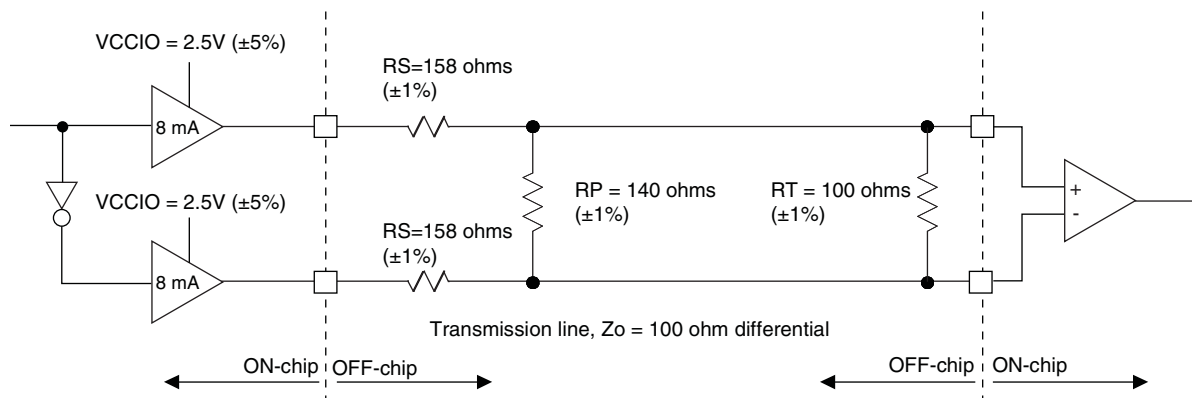 VCCIO = 2.5V (±5%)
RS=158 ohms
(±1%)
8 mA
VCCIO = 2.5V (±5%)
RP = 140 ohms
(±1%)
RT = 100 ohms
(±1%)
+
-
RS=158 ohms
(±1%)
8 mA
Transmission line, Zo = 100 ohm differential
ON-chip
OFF-chip
OFF-chip
ON-chip